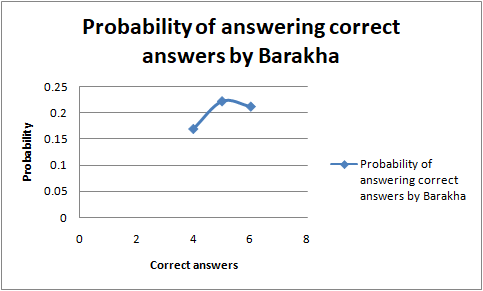 Probability of answering correct
answers by Barakha
0.25
0.2
0.15
0.1
0.05
0
Probability
0 2 4 6 8
Correct answers
Probability of
answering correct
answers by Barakha